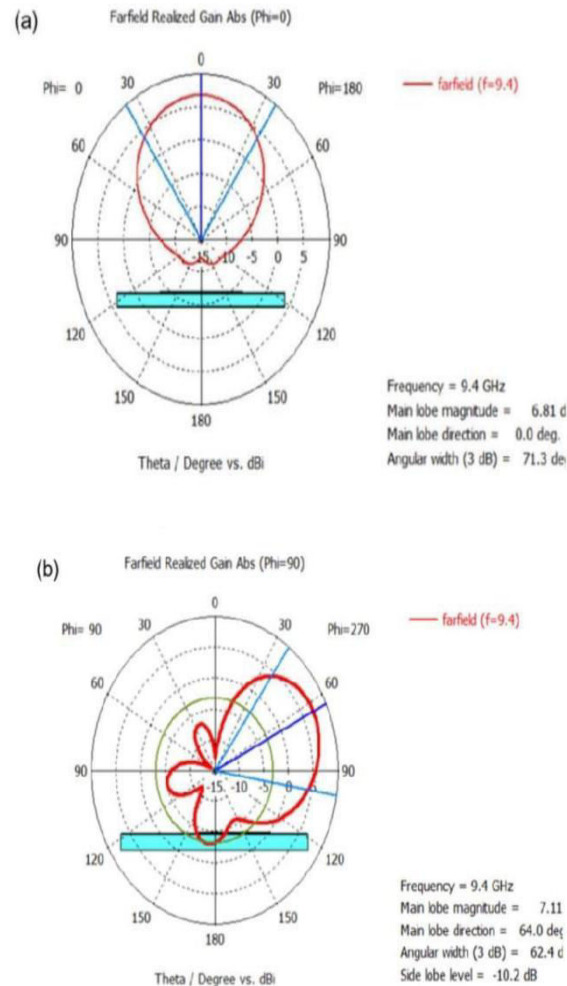 (a)
Farfield Realized Gain Abs (Phi=0)
0
Phi= 0 30 30 Phi=180
farfield (f=9.4)
60 60
90 -15 -10 -5 0 5 90
120 120
150 150
180
Theta / Degree vs. dBi
Frequency = 9.4 GHz
Main lobe magnitude = 6.81 d
Main lobe direction = 0.0 deg.
Angular width (3 dB) = 71.3 de
(b)
Farfield Realized Gain Abs (Phi=90)
0
Phi= 90 30 30 Phi=270
farfield (f=9.4)
60 60
90 -15 -10 -5 0 90
120 120
150 150
180
Theta / Degree vs. dBi
Frequency = 9.4 GHz
Main lobe magnitude = 7.11
Main lobe direction = 64.0 deg
Angular width (3 dB) = 62.4 d
Side lobe level = -10.2 dB